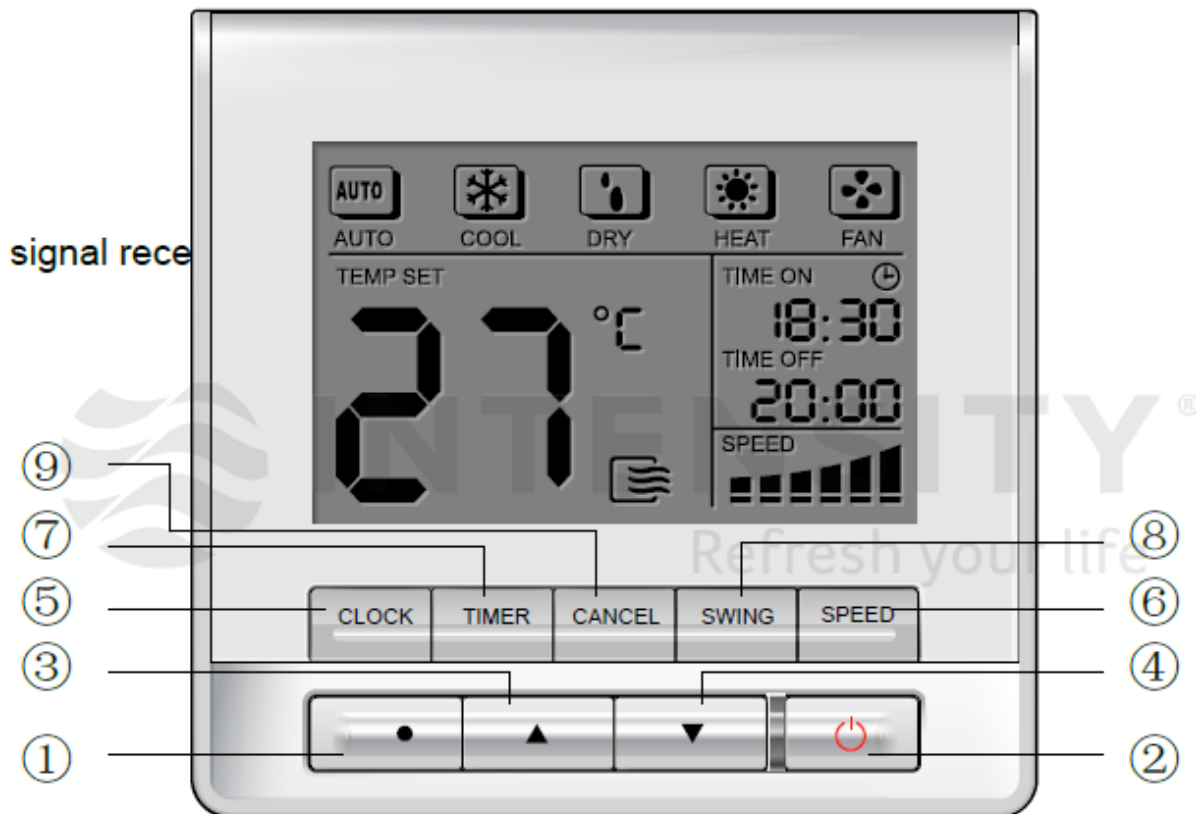 AUTO
AUTO COOL DRY HEAT FAN
signal rece
TEMP SET
27 °C
TIME ON
18:30
TIME OFF
20:00
INTENSITY®
SPEED
Refresh your life
⑨
⑦
⑧
⑤
⑥
CLOCK TIMER CANCEL SWING SPEED
③
④
①
②